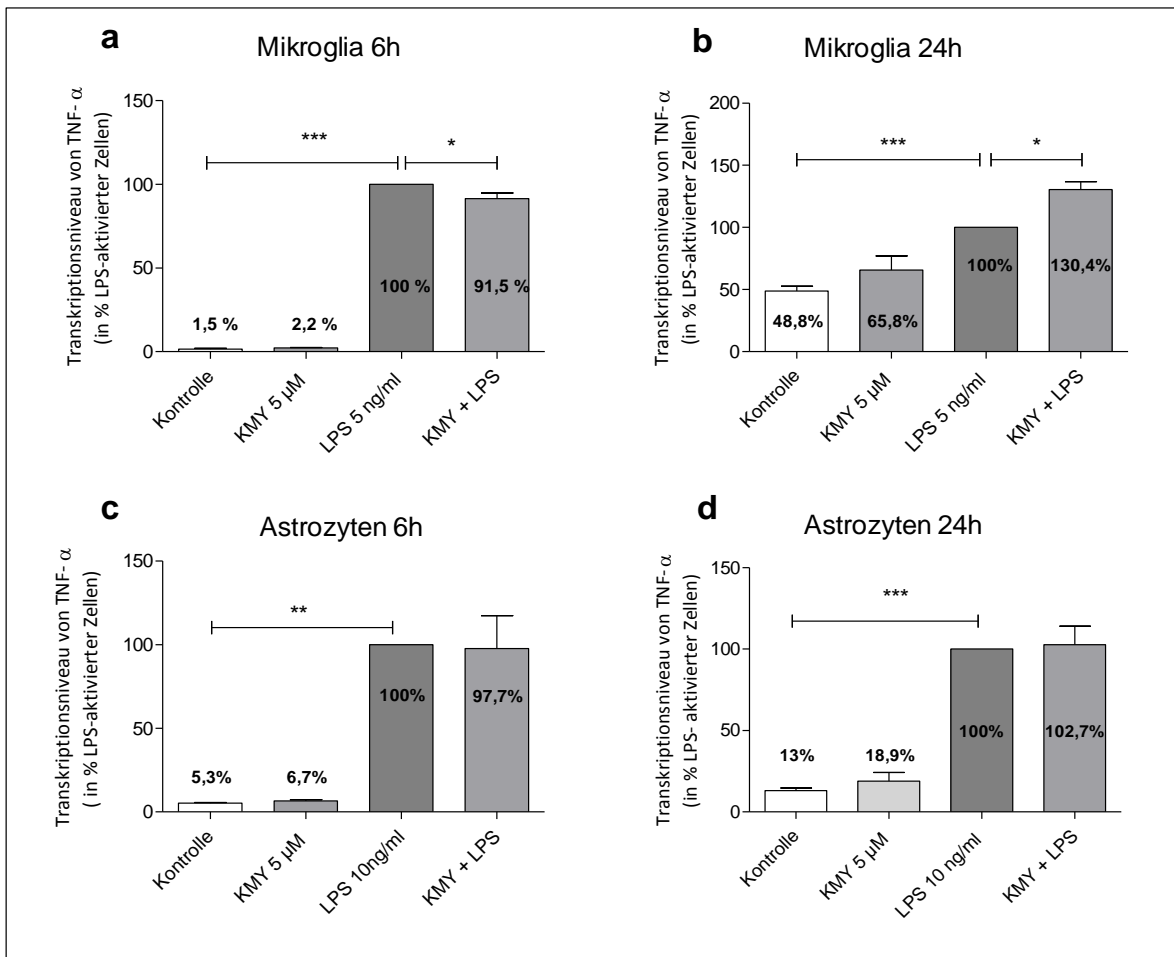 a
Mikroglia 6h
Transkriptionsniveau von TNF- α
(in % LPS-aktivierter Zellen)
150
100
50
0
***
*
1,5 %
2,2 %
100 %
91,5 %
Kontrolle
KMY 5 µM
LPS 5 ng/ml
KMY + LPS
b
Mikroglia 24h
Transkriptionsniveau von TNF- α
(in % LPS-aktivierter Zellen)
200
150
100
50
0
***
*
48,8%
65,8%
100%
130,4%
Kontrolle
KMY 5 µM
LPS 5 ng/ml
KMY + LPS
c
Astrozyten 6h
Transkriptionsniveau von TNF- α
( in % LPS-aktivierter Zellen)
150
100
50
0
**
5,3%
6,7%
100%
97,7%
Kontrolle
KMY 5 µM
LPS 10ng/ml
KMY + LPS
d
Astrozyten 24h
Transkriptionsniveau von TNF- α
(in % LPS- aktivierter Zellen)
150
100
50
0
***
13%
18,9%
100%
102,7%
Kontrolle
KMY 5 µM
LPS 10 ng/ml
KMY + LPS